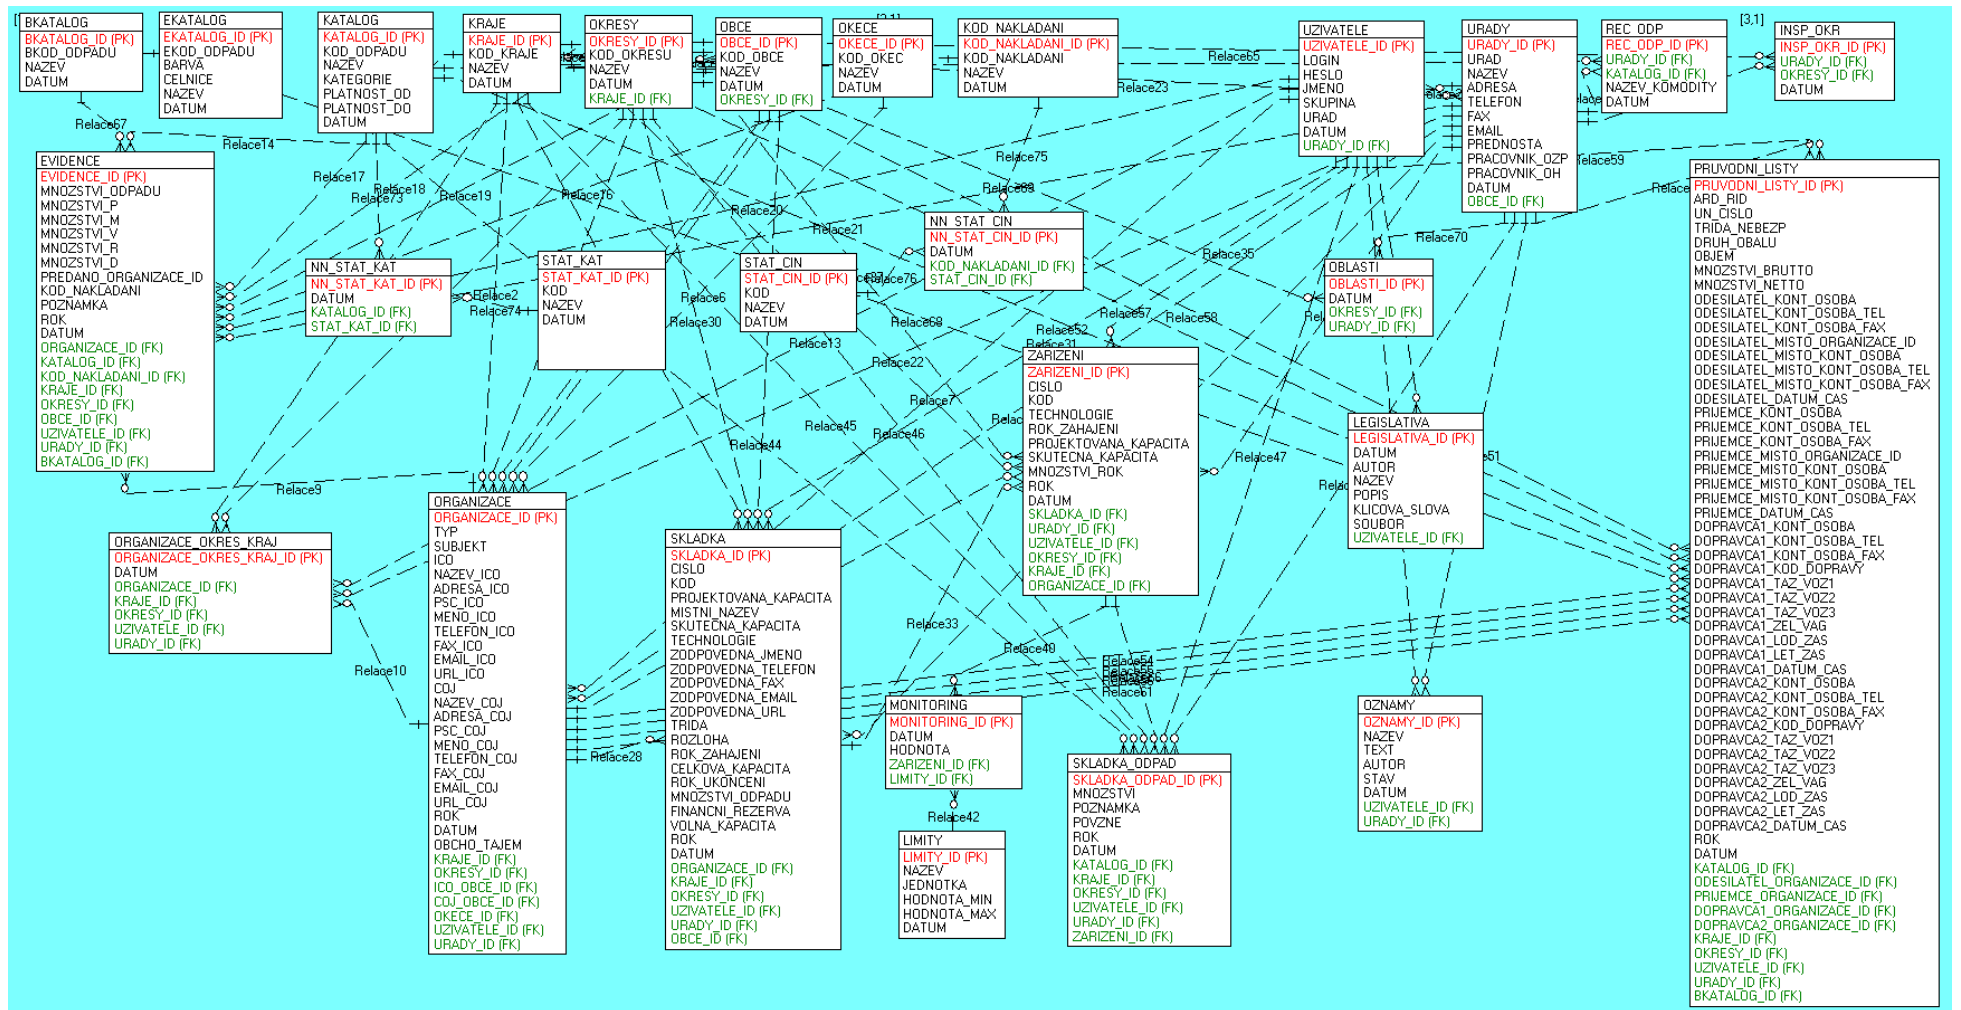 BKATALOG
BKATALOG_ID (PK)
BKOD_ODPADU
NAZEV
DATUM
EKATALOG
EKATALOG_ID (PK)
EKOD_ODPADU
BARVA
CELNICE
NAZEV
DATUM
KATALOG
KATALOG_ID (PK)
KOD_ODPADU
NAZEV
KATEGORIE
PLATNOST_OD
PLATNOST_DO
DATUM
KRAJE
KRAJE_ID (PK)
KOD_KRAJE
NAZEV
DATUM
OKRESY
OKRESY_ID (PK)
KOD_OKRESU
NAZEV
DATUM
KRAJE_ID (FK)
OBCE
OBCE_ID (PK)
KOD_OBCE
NAZEV
DATUM
OKRESY_ID (FK)
OKECE
OKECE_ID (PK)
KOD_OKEC
NAZEV
DATUM
KOD_NAKLADANI
KOD_NAKLADANI_ID (PK)
KOD_NAKLADANI
NAZEV
DATUM
UZIVATELE
UZIVATELE_ID (PK)
LOGIN
HESLO
JMENO
SKUPINA
URAD
DATUM
URADY_ID (FK)
URADY
URADY_ID (PK)
URAD
NAZEV
ADRESA
TELEFON
FAX
EMAIL
PREDNOSTA
PRACOVNIK_OZP
PRACOVNIK_OH
DATUM
OBCE_ID (FK)
REC_ODP
REC_ODP_ID (PK)
URADY_ID (FK)
KATALOG_ID (FK)
NAZEV_KOMODITY
DATUM
[3,1]
INSP_OKR
INSP_OKR_ID (PK)
URADY_ID (FK)
OKRESY_ID (FK)
DATUM
Relace65
Relace23
Relace67
Relace14
Relace75
Relace59
Relace17
Relace18
Relace73
Relace19
Relace16
Relace20
Relace21
Relace70
Relace35
EVIDENCE
EVIDENCE_ID (PK)
MNOZSTVI_ODPADU
MNOZSTVI_P
MNOZSTVI_M
MNOZSTVI_V
MNOZSTVI_R
MNOZSTVI_D
PREDANO_ORGANIZACE_ID
KOD_NAKLADANI
POZNAMKA
ROK
DATUM
ORGANIZACE_ID (FK)
KATALOG_ID (FK)
KOD_NAKLADANI_ID (FK)
KRAJE_ID (FK)
OKRESY_ID (FK)
OBCE_ID (FK)
UZIVATELE_ID (FK)
URADY_ID (FK)
BKATALOG_ID (FK)
NN_STAT_KAT
NN_STAT_KAT_ID (PK)
DATUM
KATALOG_ID (FK)
STAT_KAT_ID (FK)
Relace2
Relace74
STAT_KAT
STAT_KAT_ID (PK)
KOD
NAZEV
DATUM
STAT_CIN
STAT_CIN_ID (PK)
KOD
NAZEV
DATUM
NN_STAT_CIN
NN_STAT_CIN_ID (PK)
DATUM
KOD_NAKLADANI_ID (FK)
STAT_CIN_ID (FK)
Relace76
Relace6
Relace30
Relace13
Relace68
Relace22
Relace57
Relace58
Relace52
Relace31
OBLASTI
OBLASTI_ID (PK)
DATUM
OKRESY_ID (FK)
URADY_ID (FK)
ZARIZENI
ZARIZENI_ID (PK)
CISLO
KOD
TECHNOLOGIE
ROK_ZAHAJENI
PROJEKTOVANA_KAPACITA
SKUTECNA_KAPACITA
MNOZSTVI_ROK
ROK
DATUM
SKLADKA_ID (FK)
URADY_ID (FK)
UZIVATELE_ID (FK)
OKRESY_ID (FK)
KRAJE_ID (FK)
ORGANIZACE_ID (FK)
Relace7
Relace45
Relace46
Relace44
Relace47
LEGISLATIVA
LEGISLATIVA_ID (PK)
DATUM
AUTOR
NAZEV
POPIS
KLICOVA_SLOVA
SOUBOR
UZIVATELE_ID (FK)
Relace9
Relace10
ORGANIZACE_OKRES_KRAJ
ORGANIZACE_OKRES_KRAJ_ID (PK)
DATUM
ORGANIZACE_ID (FK)
KRAJE_ID (FK)
OKRESY_ID (FK)
UZIVATELE_ID (FK)
URADY_ID (FK)
ORGANIZACE
ORGANIZACE_ID (PK)
TYP
SUBJEKT
ICO
NAZEV_ICO
ADRESA_ICO
PSC_ICO
MENO_ICO
TELEFON_ICO
FAX_ICO
EMAIL_ICO
URL_ICO
COJ
NAZEV_COJ
ADRESA_COJ
PSC_COJ
MENO_COJ
TELEFON_COJ
FAX_COJ
EMAIL_COJ
URL_COJ
ROK
DATUM
OBCHO_TAJEM
KRAJE_ID (FK)
OKRESY_ID (FK)
ICO_OBCE_ID (FK)
COJ_OBCE_ID (FK)
OKECE_ID (FK)
UZIVATELE_ID (FK)
URADY_ID (FK)
Relace28
SKLADKA
SKLADKA_ID (PK)
CISLO
KOD
PROJEKTOVANA_KAPACITA
MISTNI_NAZEV
SKUTECNA_KAPACITA
TECHNOLOGIE
ZODPOVEDNA_JMENO
ZODPOVEDNA_TELEFON
ZODPOVEDNA_FAX
ZODPOVEDNA_EMAIL
ZODPOVEDNA_URL
TRIDA
ROZLOHA
ROK_ZAHAJENI
CELKOVA_KAPACITA
ROK_UKONCENI
MNOZSTVI_ODPADU
FINANCNI_REZERVA
VOLNA_KAPACITA
ROK
DATUM
ORGANIZACE_ID (FK)
KRAJE_ID (FK)
OKRESY_ID (FK)
UZIVATELE_ID (FK)
URADY_ID (FK)
OBCE_ID (FK)
Relace33
Relace40
Relace54
Relace61
MONITORING
MONITORING_ID (PK)
DATUM
HODNOTA
ZARIZENI_ID (FK)
LIMITY_ID (FK)
Relace42
LIMITY
LIMITY_ID (PK)
NAZEV
JEDNOTKA
HODNOTA_MIN
HODNOTA_MAX
DATUM
SKLADKA_ODPAD
SKLADKA_ODPAD_ID (PK)
MNOZSTVI
POZNAMKA
POVZNE
ROK
DATUM
KATALOG_ID (FK)
KRAJE_ID (FK)
OKRESY_ID (FK)
UZIVATELE_ID (FK)
URADY_ID (FK)
ZARIZENI_ID (FK)
OZNAMY
OZNAMY_ID (PK)
NAZEV
TEXT
AUTOR
STAV
DATUM
UZIVATELE_ID (FK)
URADY_ID (FK)
PRUVODNI_LISTY
PRUVODNI_LISTY_ID (PK)
ARD_RID
UN_CISLO
TRIDA_NEBEZP
DRUH_OBALU
OBJEM
MNOZSTVI_BRUTTO
MNOZSTVI_NETTO
ODESILATEL_KONT_OSOBA
ODESILATEL_KONT_OSOBA_TEL
ODESILATEL_KONT_OSOBA_FAX
ODESILATEL_MISTO_ORGANIZACE_ID
ODESILATEL_MISTO_KONT_OSOBA
ODESILATEL_MISTO_KONT_OSOBA_TEL
ODESILATEL_MISTO_KONT_OSOBA_FAX
ODESILATEL_DATUM_CAS
PRIJEMCE_KONT_OSOBA
PRIJEMCE_KONT_OSOBA_TEL
PRIJEMCE_KONT_OSOBA_FAX
PRIJEMCE_MISTO_ORGANIZACE_ID
PRIJEMCE_MISTO_KONT_OSOBA
PRIJEMCE_MISTO_KONT_OSOBA_TEL
PRIJEMCE_MISTO_KONT_OSOBA_FAX
PRIJEMCE_DATUM_CAS
DOPRAVCA1_KONT_OSOBA
DOPRAVCA1_KONT_OSOBA_TEL
DOPRAVCA1_KONT_OSOBA_FAX
DOPRAVCA1_KOD_DOPRAVY
DOPRAVCA1_TAZ_VOZ1
DOPRAVCA1_TAZ_VOZ2
DOPRAVCA1_TAZ_VOZ3
DOPRAVCA1_ZEL_VAG
DOPRAVCA1_LOD_ZAS
DOPRAVCA1_LET_ZAS
DOPRAVCA1_DATUM_CAS
DOPRAVCA2_KONT_OSOBA
DOPRAVCA2_KONT_OSOBA_TEL
DOPRAVCA2_KONT_OSOBA_FAX
DOPRAVCA2_KOD_DOPRAVY
DOPRAVCA2_TAZ_VOZ1
DOPRAVCA2_TAZ_VOZ2
DOPRAVCA2_TAZ_VOZ3
DOPRAVCA2_ZEL_VAG
DOPRAVCA2_LOD_ZAS
DOPRAVCA2_LET_ZAS
DOPRAVCA2_DATUM_CAS
ROK
DATUM
KATALOG_ID (FK)
ODESILATEL_ORGANIZACE_ID (FK)
PRIJEMCE_ORGANIZACE_ID (FK)
DOPRAVCA1_ORGANIZACE_ID (FK)
DOPRAVCA2_ORGANIZACE_ID (FK)
KRAJE_ID (FK)
OKRESY_ID (FK)
UZIVATELE_ID (FK)
URADY_ID (FK)
BKATALOG_ID (FK)